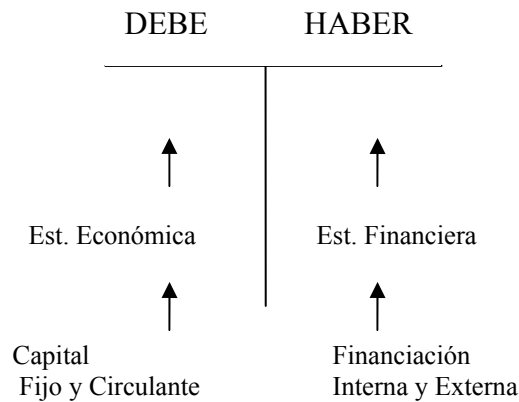 DEBE HABER
Est. Económica Est. Financiera
Capital Financiación
Fijo y Circulante Interna y Externa